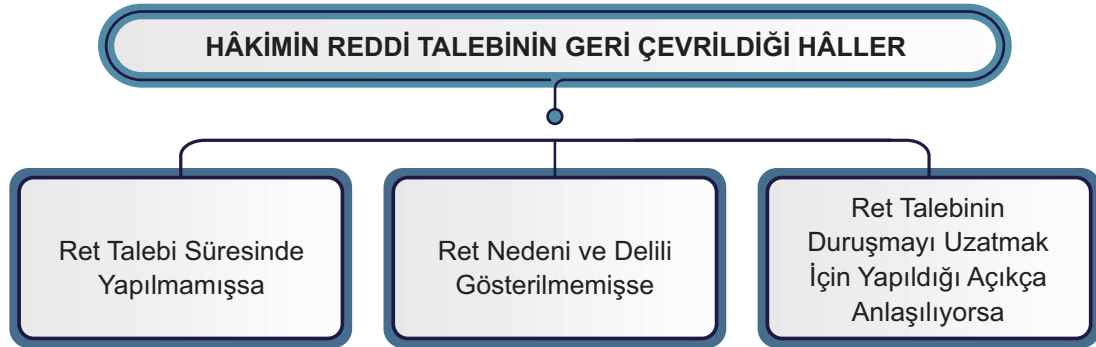 HÂKİMİN REDDİ TALEBİNİN GERİ ÇEVRİLDİĞİ HÂLLER
Ret Talebi Süresinde
Yapılmamışsa
Ret Nedeni ve Delili
Gösterilmemişse
Ret Talebinin
Duruşmayı Uzatmak
İçin Yapıldığı Açıkça
Anlaşılıyorsa